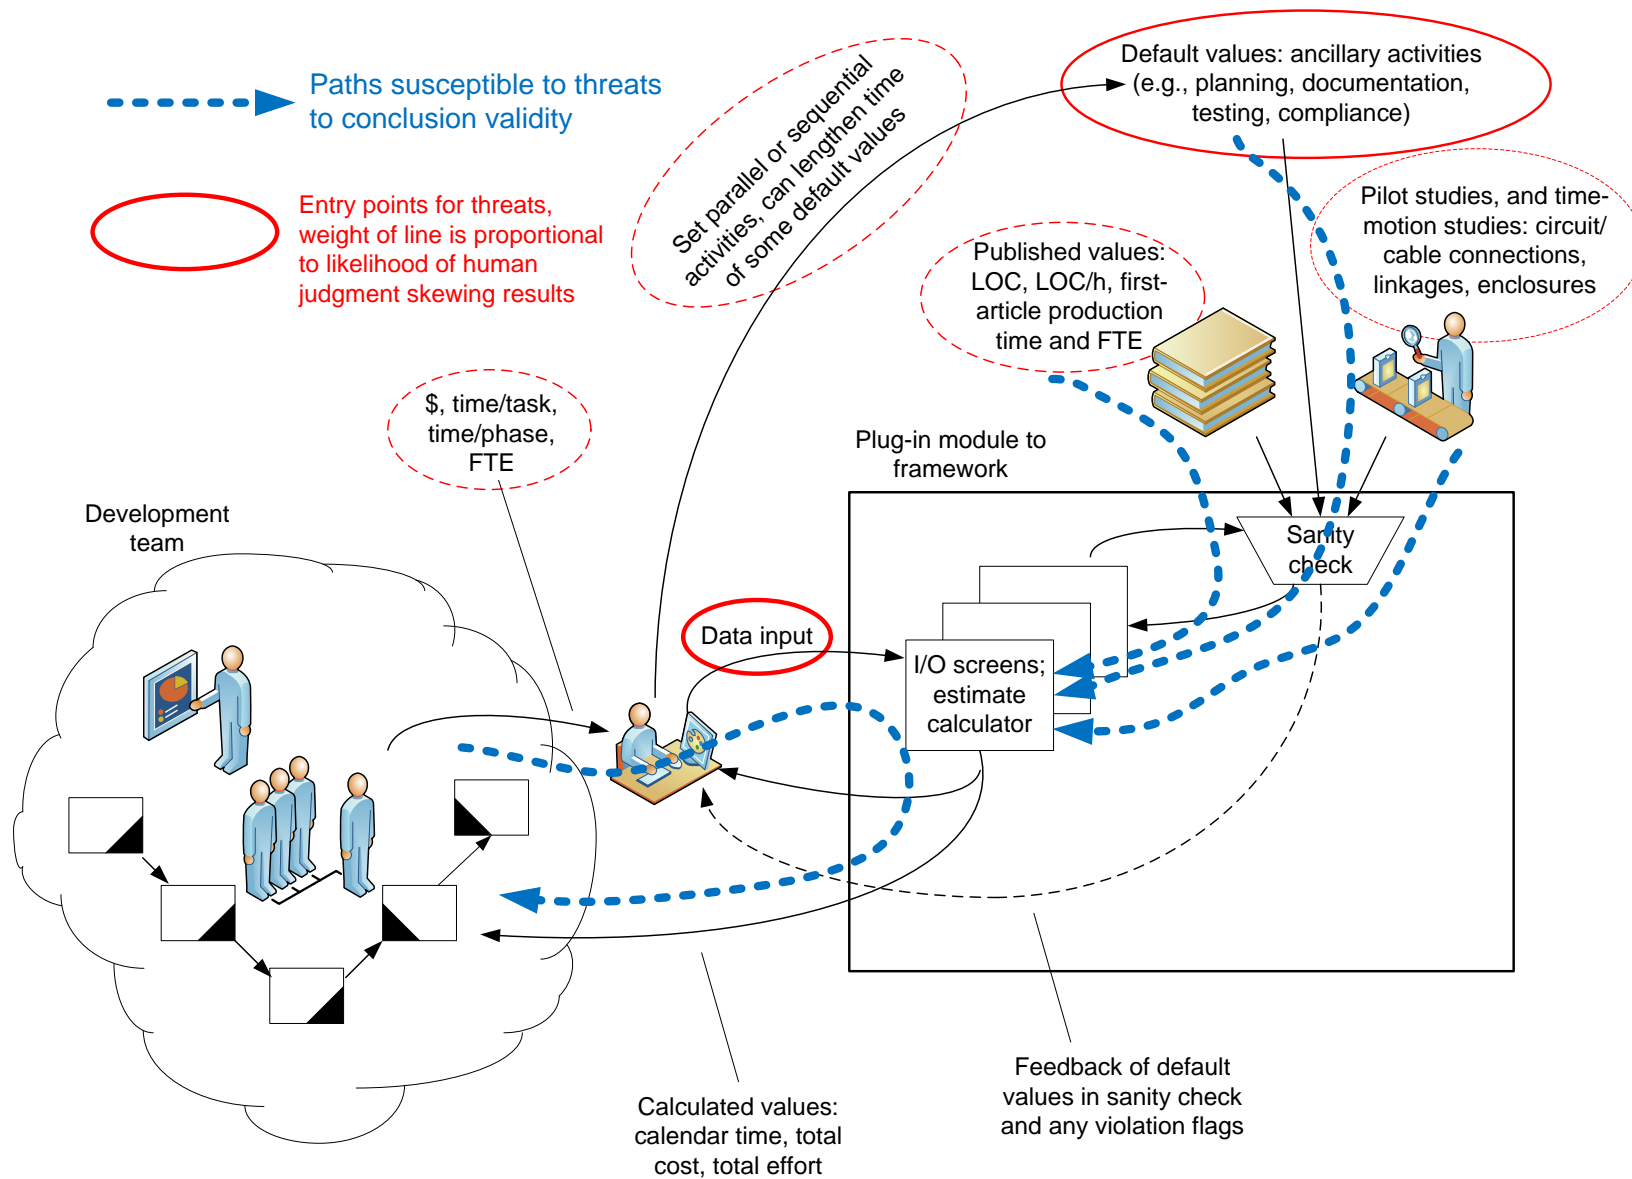 Paths susceptible to threats
to conclusion validity
Entry points for threats,
weight of line is proportional
to likelihood of human
judgment skewing results
Set parallel or sequential
activities, can lengthen time
of some default values
Default values: ancillary activities
(e.g., planning, documentation,
testing, compliance)
Pilot studies, and time-
motion studies: circuit/
cable connections,
linkages, enclosures
Published values:
LOC, LOC/h, first-
article production
time and FTE
$, time/task,
time/phase,
FTE
Plug-in module to
framework
Development
team
Sanity
check
Data input
I/O screens;
estimate
calculator
Feedback of default
values in sanity check
and any violation flags
Calculated values:
calendar time, total
cost, total effort